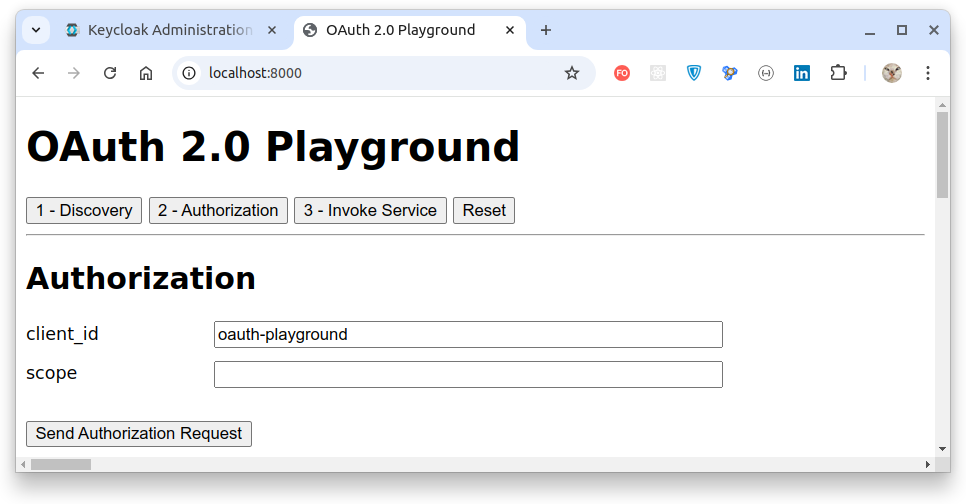 Keycloak Administration
OAuth 2.0 Playground
localhost:8000
FO
in
OAuth 2.0 Playground
1 - Discovery 2 - Authorization 3 - Invoke Service Reset
Authorization
client_id oauth-playground
scope
Send Authorization Request